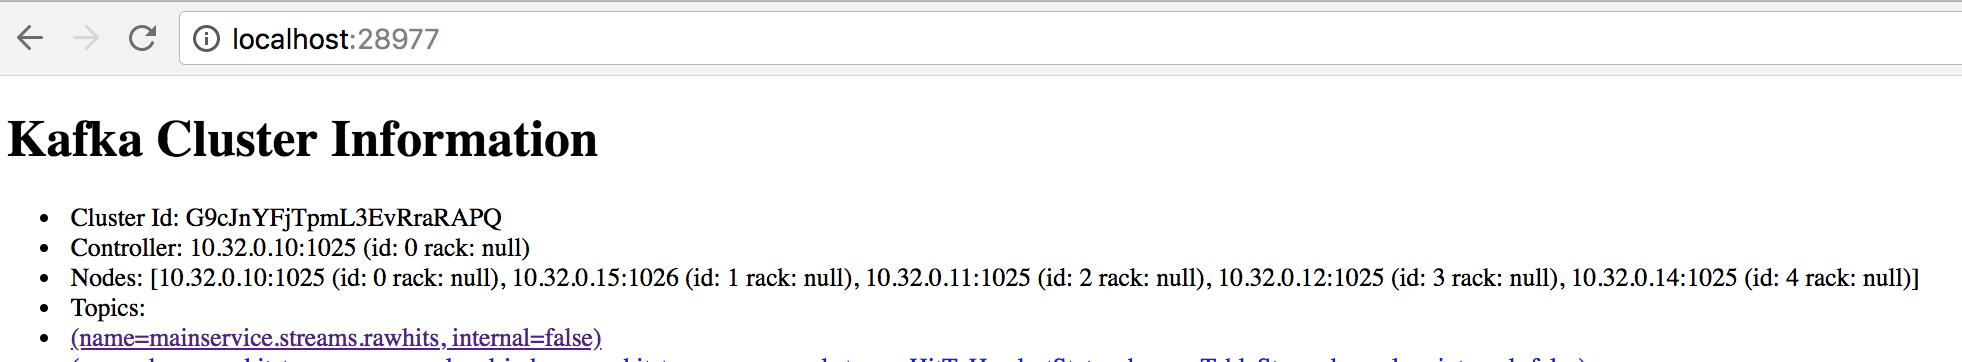 localhost:28977
Kafka Cluster Information
Cluster Id: G9cJnYFjTpmL3EvRraRAPQ
Controller: 10.32.0.10:1025 (id: 0 rack: null)
Nodes: [10.32.0.10:1025 (id: 0 rack: null), 10.32.0.15:1026 (id: 1 rack: null), 10.32.0.11:1025 (id: 2 rack: null), 10.32.0.12:1025 (id: 3 rack: null), 10.32.0.14:1025 (id: 4 rack: null)]
Topics:
(name=mainservice.streams.rawhits, internal=false)